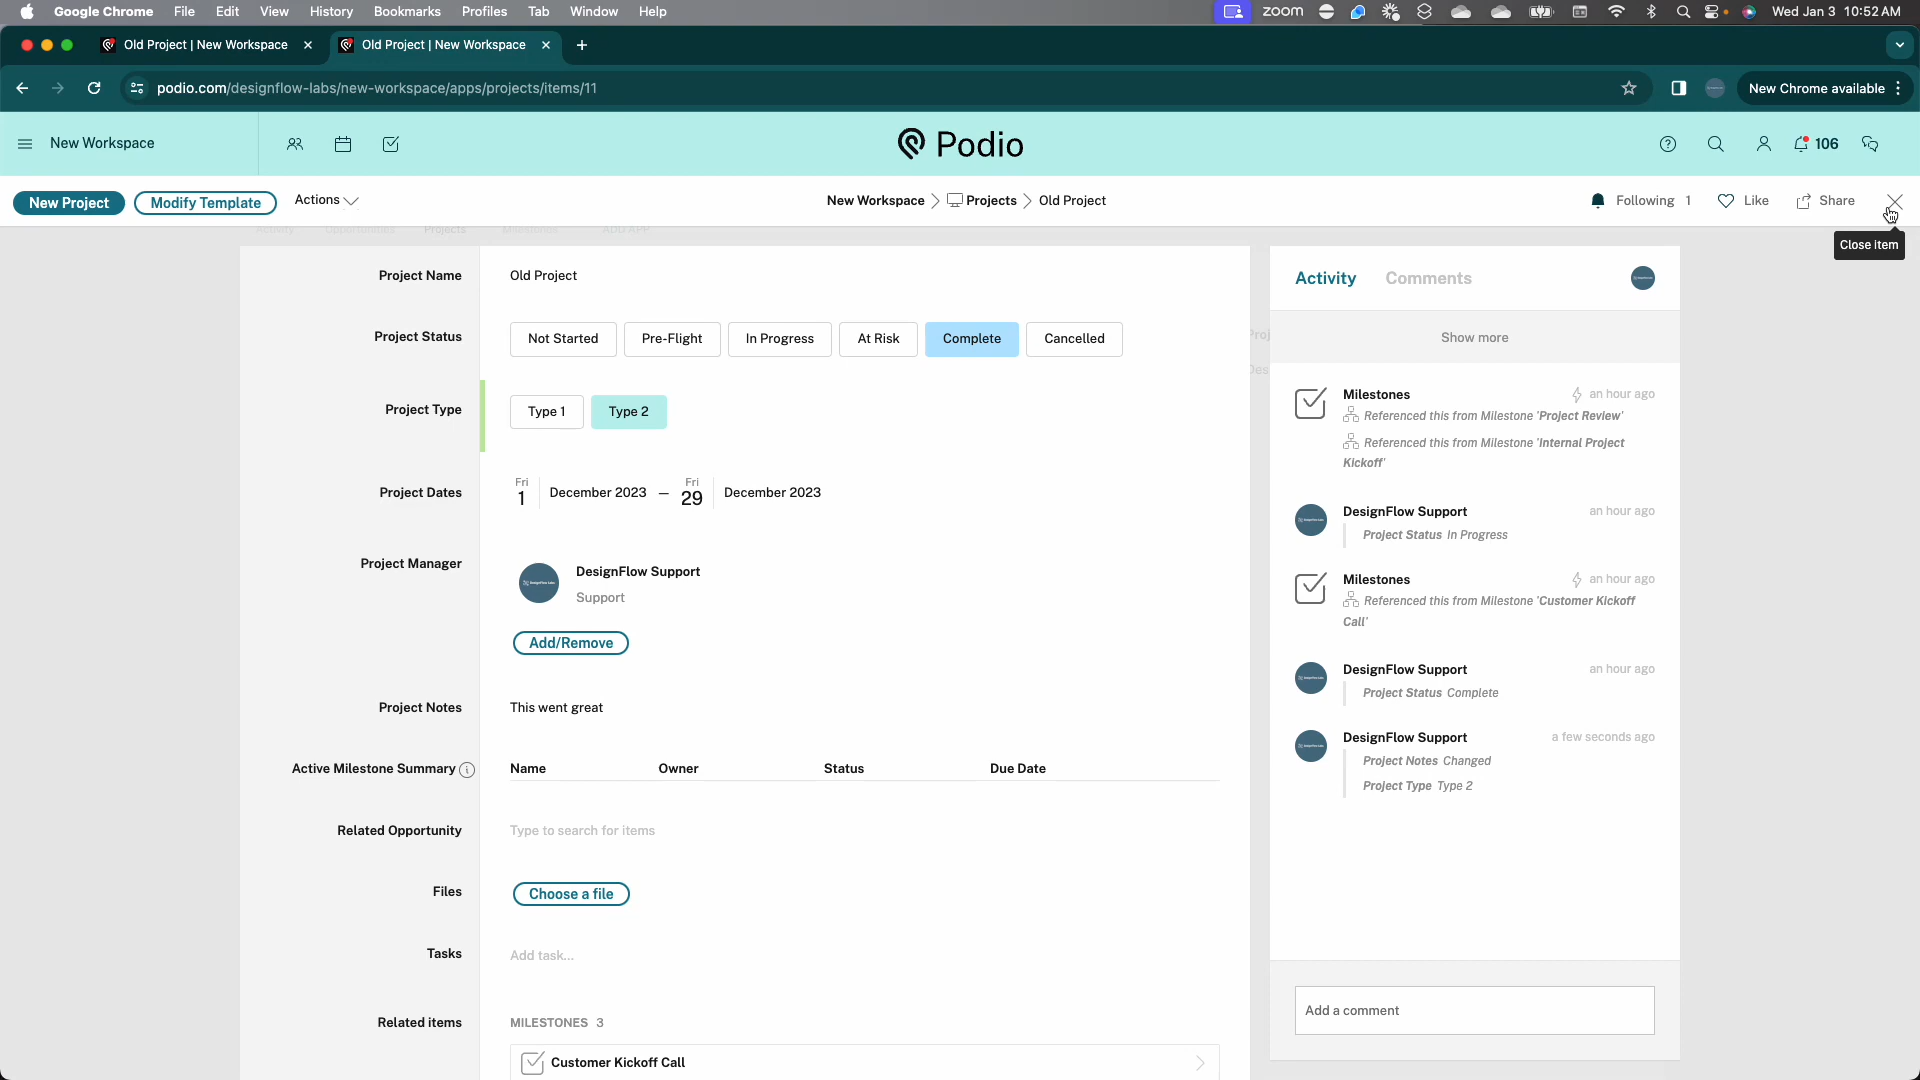 Google Chrome File Edit View History Bookmarks Profiles Tab Window Help zoom Wed Jan 3 10:52 AM
Old Project | New Workspace Old Project | New Workspace
podio.com/designflow-labs/new-workspace/apps/projects/items/11 New Chrome available
New Workspace Podio 106
New Project Modify Template Actions New Workspace Projects Old Project Following 1 Like Share
Activity Opportunities Projects Milestones ADD APP
Close item
Project Name Old Project
Activity Comments
Project Status Not Started Pre-Flight In Progress At Risk Complete Cancelled
Show more
Project Type Type 1 Type 2
Milestones an hour ago
Referenced this from Milestone 'Project Review'
Referenced this from Milestone 'Internal Project
Kickoff'
Project Dates Fri 1 December 2023 – Fri 29 December 2023
DesignFlow Support an hour ago
Project Status In Progress
Project Manager DesignFlow Support
Support
Add/Remove
Milestones an hour ago
Referenced this from Milestone 'Customer Kickoff
Call'
DesignFlow Support an hour ago
Project Status Complete
Project Notes This went great
DesignFlow Support a few seconds ago
Project Notes Changed
Project Type Type 2
Active Milestone Summary Name Owner Status Due Date
Related Opportunity Type to search for items
Files Choose a file
Tasks Add task...
Related items MILESTONES 3
Customer Kickoff Call
Add a comment